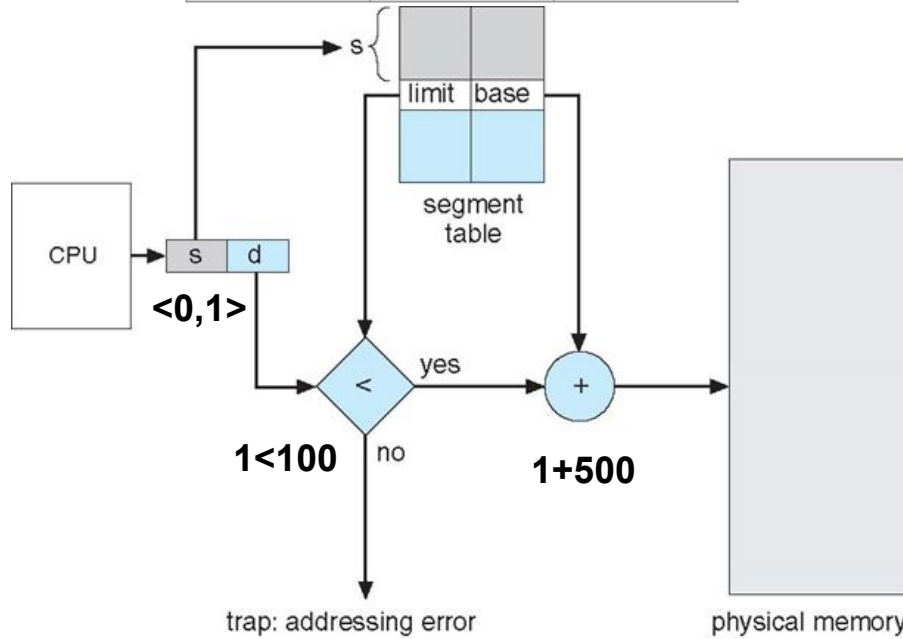 s
limit base
segment
table
CPU
s d
<0,1>
<
yes
+
1<100
no
1+500
trap: addressing error
physical memory